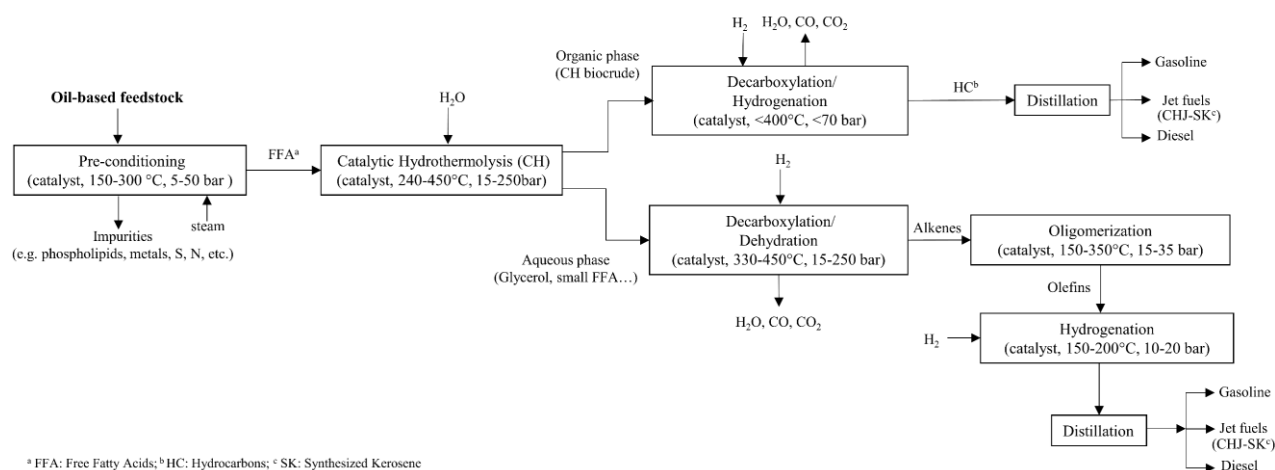 Oil-based feedstock
Pre-conditioning
(catalyst, 150-300 °C, 5-50 bar )
steam
Impurities
(e.g. phospholipids, metals, S, N, etc.)
FFAᵃ
H₂O
Catalytic Hydrothermolysis (CH)
(catalyst, 240-450°C, 15-250bar)
Organic phase
(CH biocrude)
H₂
H₂O, CO, CO₂
Decarboxylation/
Hydrogenation
(catalyst, <400°C, <70 bar)
HCᵇ
Distillation
Gasoline
Jet fuels
(CHJ-SKᶜ)
Diesel
Aqueous phase
(Glycerol, small FFA…)
H₂
Decarboxylation/
Dehydration
(catalyst, 330-450°C, 15-250 bar)
H₂O, CO, CO₂
Alkenes
Oligomerization
(catalyst, 150-350°C, 15-35 bar)
Olefins
H₂
Hydrogenation
(catalyst, 150-200°C, 10-20 bar)
Distillation
Gasoline
Jet fuels
(CHJ-SKᶜ)
Diesel
ᵃ FFA: Free Fatty Acids; ᵇ HC: Hydrocarbons; ᶜ SK: Synthesized Kerosene